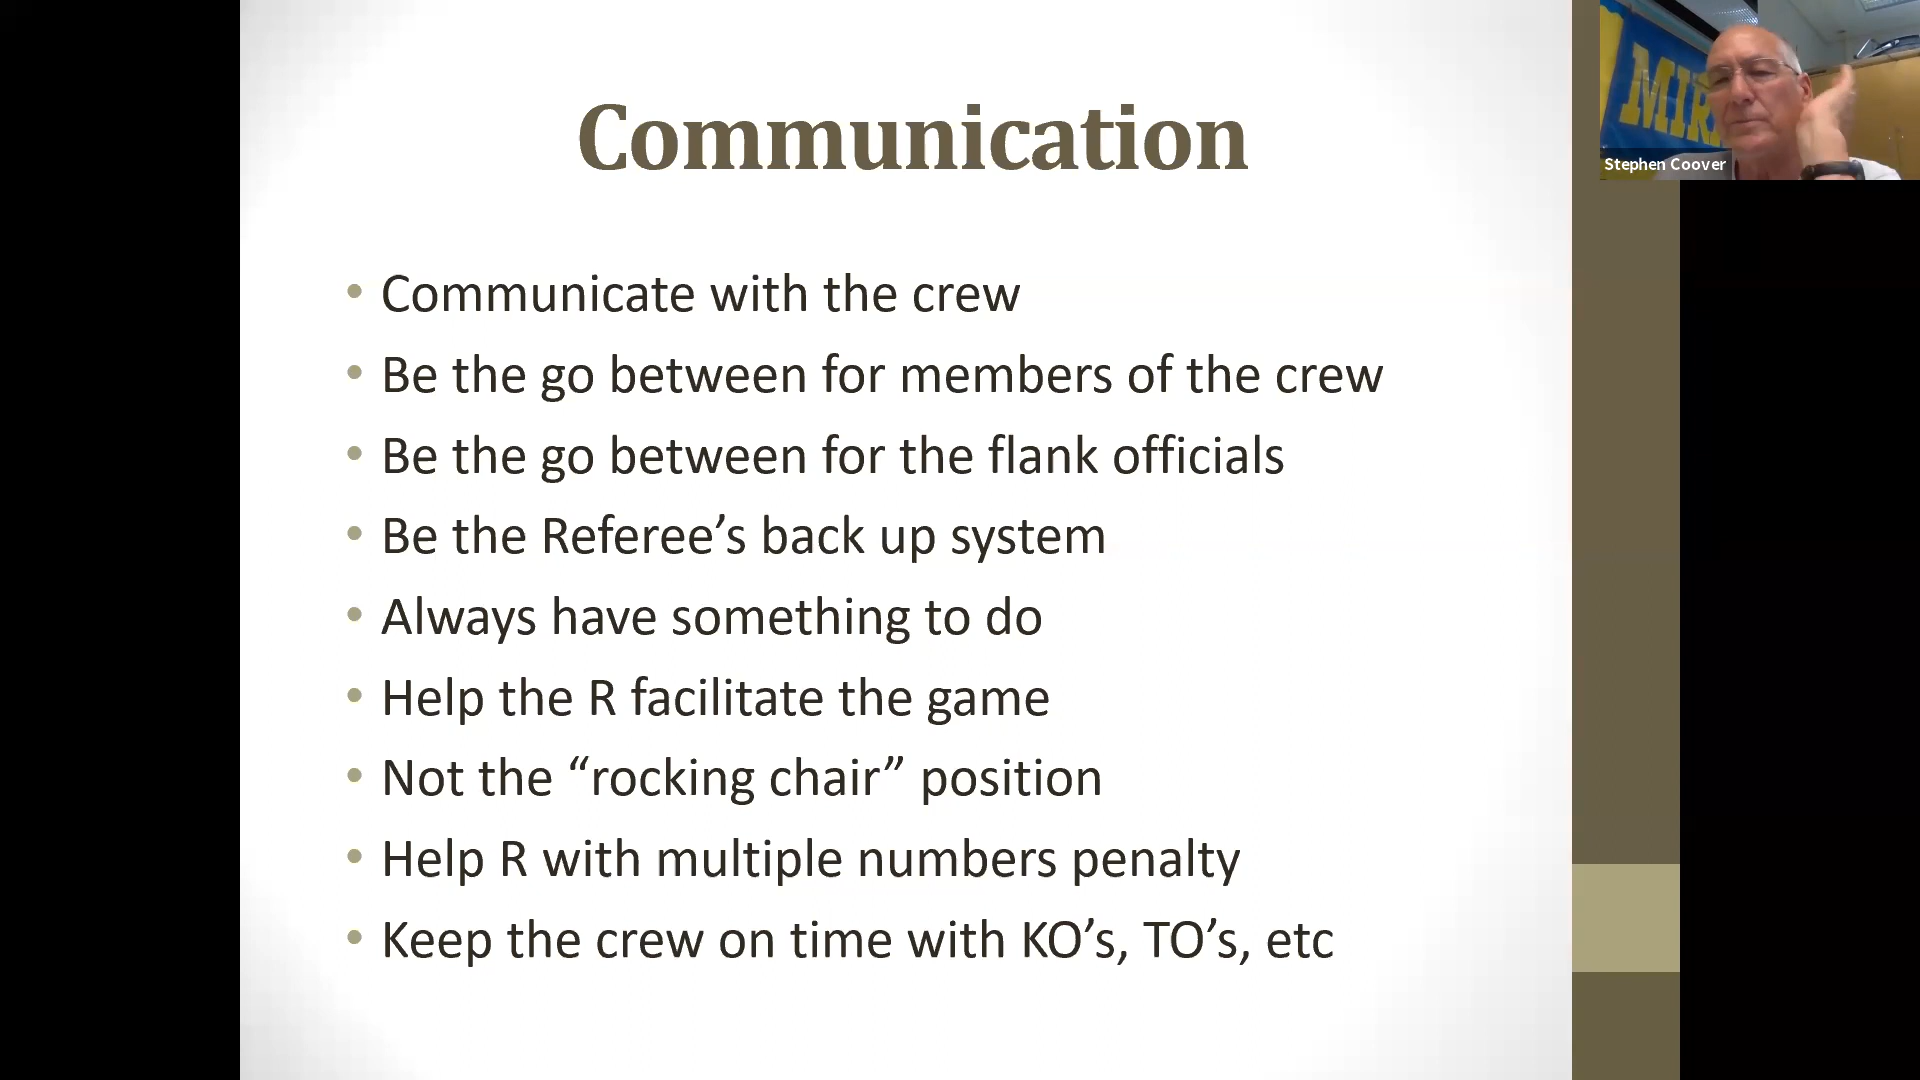 Communication
Communicate with the crew
Be the go between for members of the crew
Be the go between for the flank officials
Be the Referee’s back up system
Always have something to do
Help the R facilitate the game
Not the “rocking chair” position
Help R with multiple numbers penalty
Keep the crew on time with KO’s, TO’s, etc
Stephen Coover